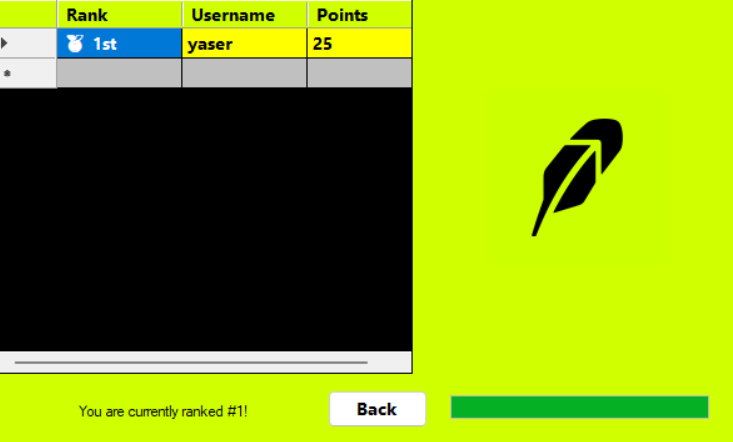 Rank Username Points
🥇 1st yaser 25
You are currently ranked #1!
Back